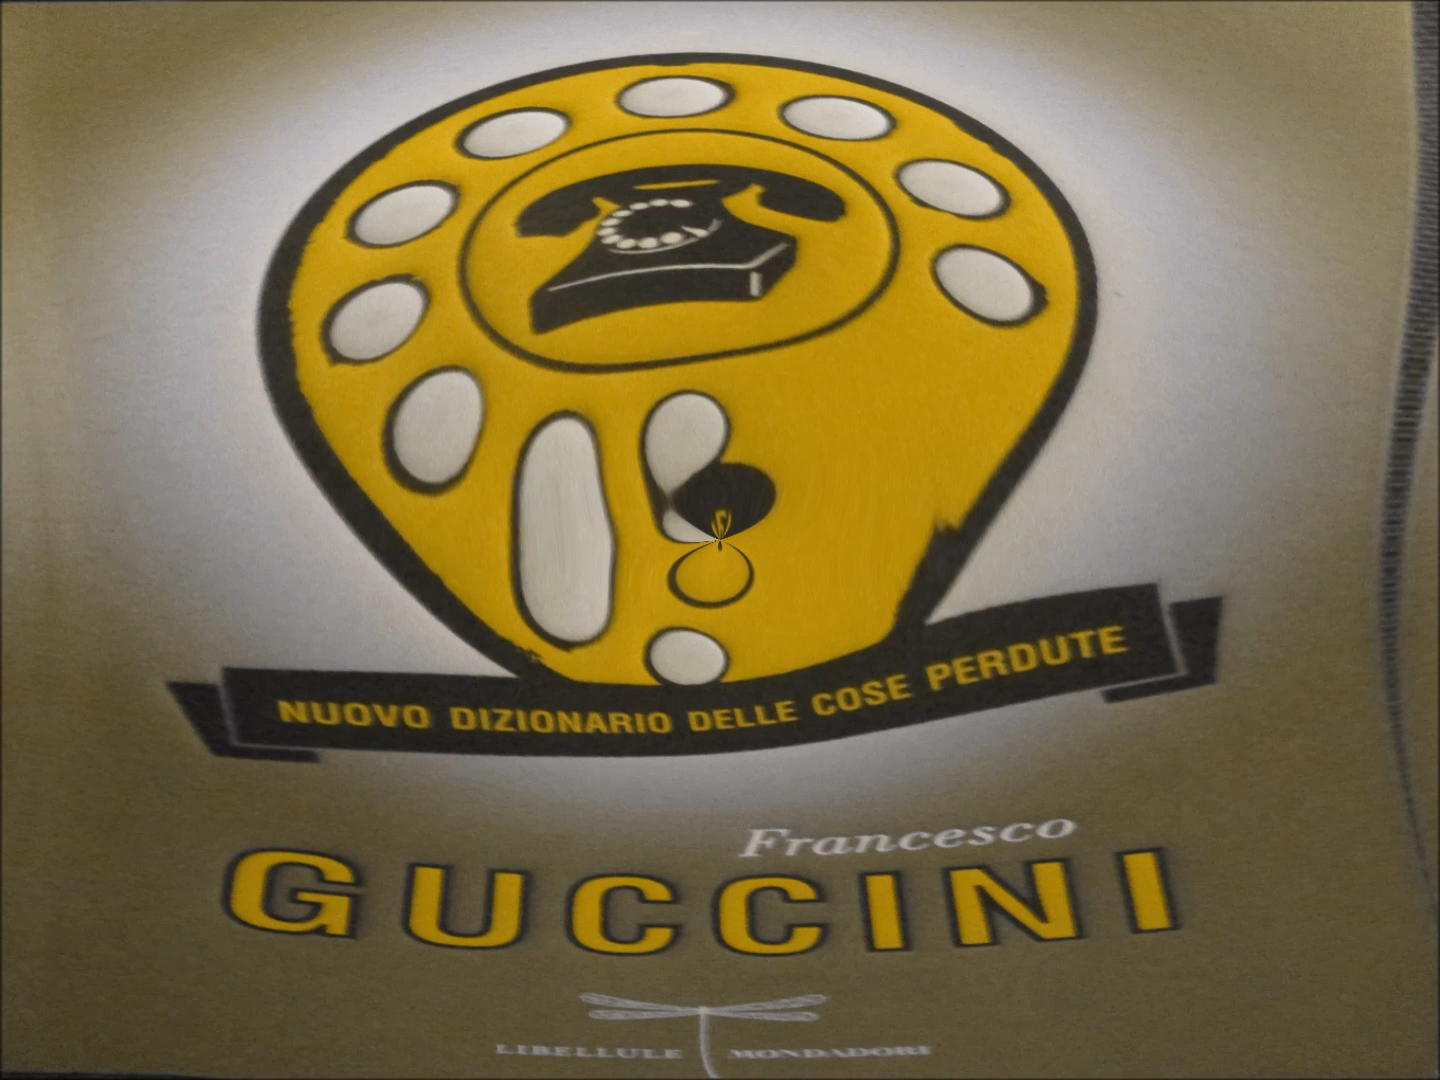 NUOVO DIZIONARIO DELLE COSE PERDUTE
Francesco
GUCCINI
LIBELLULE MONDADORI